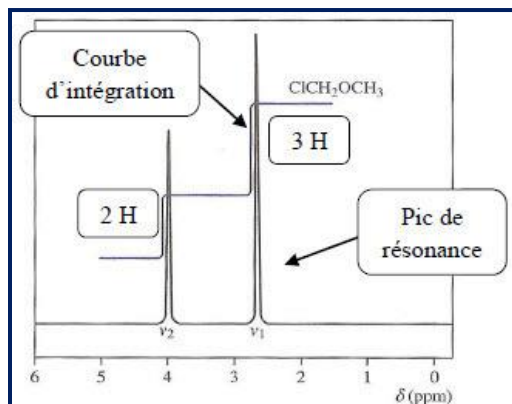 Courbe
d'intégration
ClCH₂OCH₃
3 H
2 H
Pic de
résonance
ν₂
ν₁
6 5 4 3 2 1 0
δ (ppm)